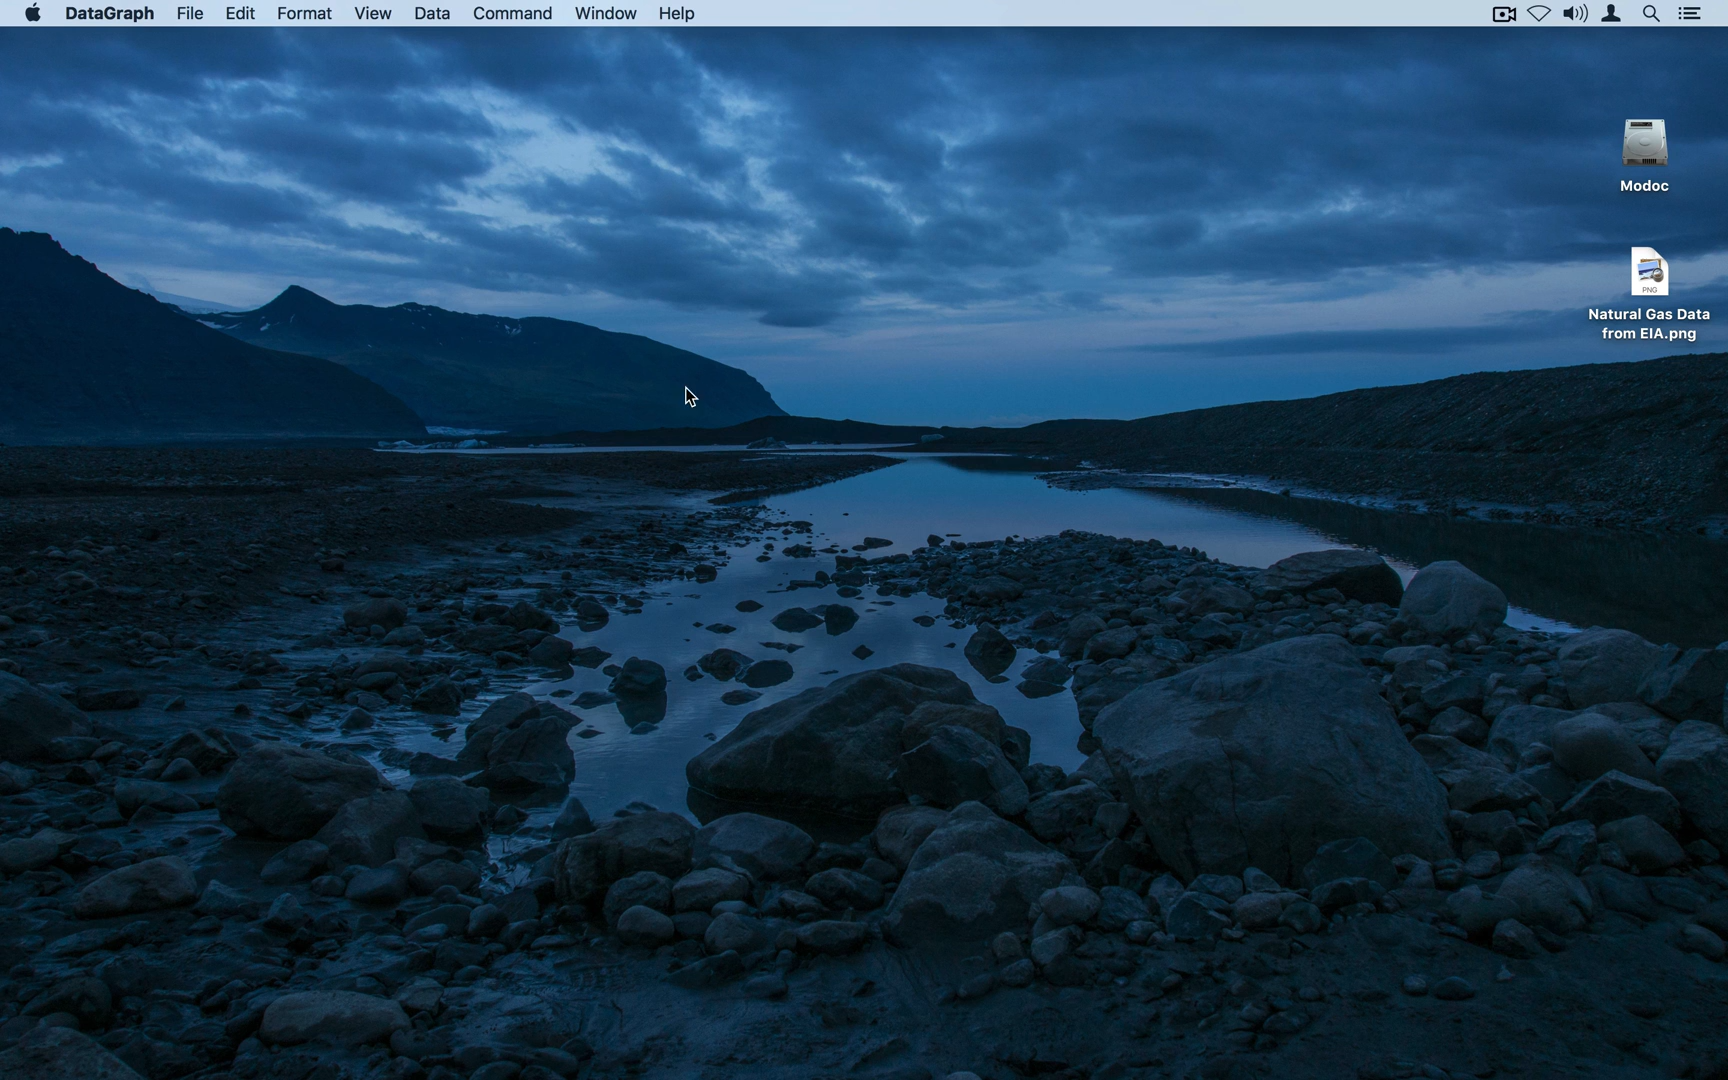 DataGraph File Edit Format View Data Command Window Help
Modoc
PNG
Natural Gas Data
from EIA.png